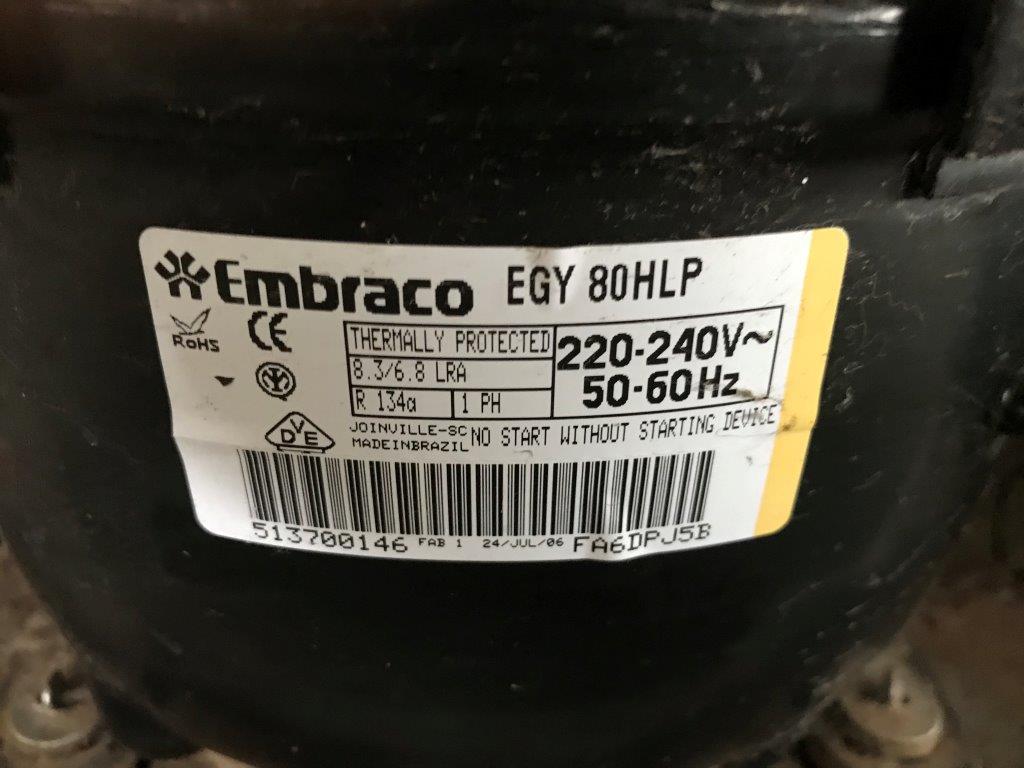 Embraco EGY 80HLP
RoHS CE
THERMALLY PROTECTED
8.3/6.8 LRA
R 134a 1 PH
220-240V~
50-60Hz
DVE
JOINVILLE-SC
MADEINBRAZIL
NO START WITHOUT STARTING DEVICE
513700146 FAB 1 24/JUL/06 FA6DPJ5B